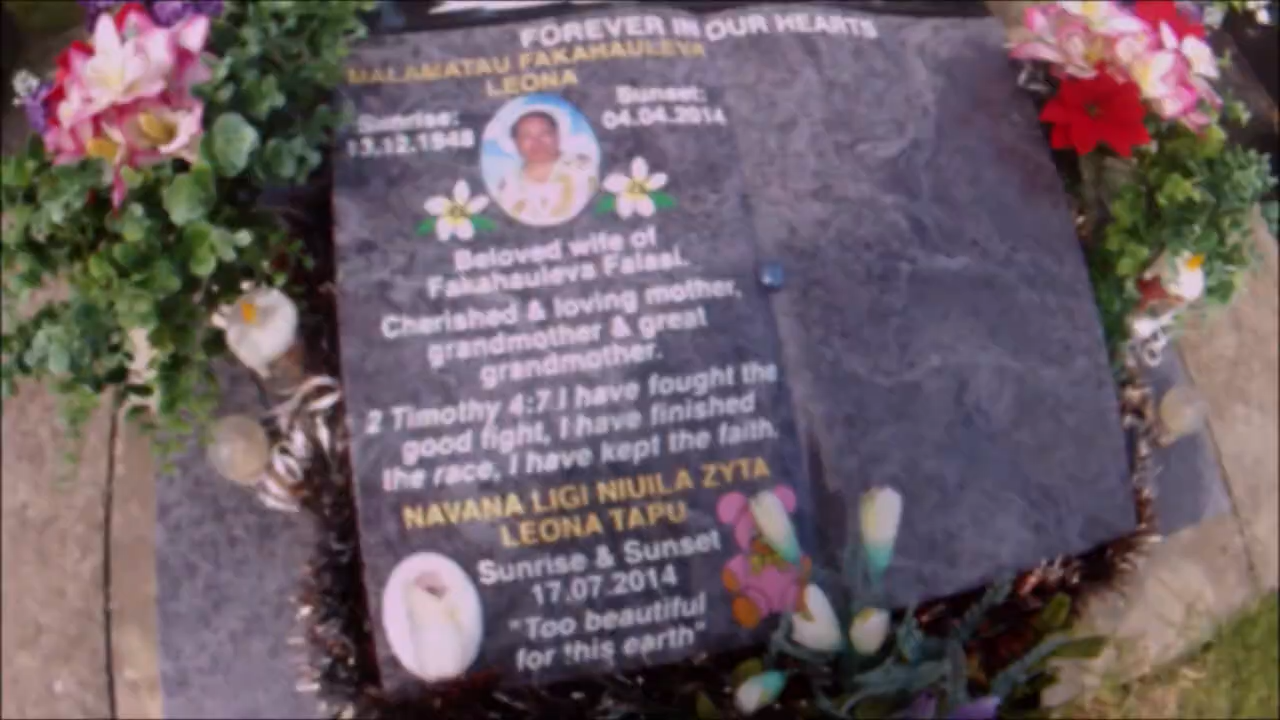 FOREVER IN OUR HEARTS
MALAMATAU FAKAHAULEVA
LEONA
Sunrise:
13.12.1948
Sunset:
04.04.2014
Beloved wife of
Fakahauleva Falaal.
Cherished & loving mother,
grandmother & great
grandmother.
2 Timothy 4:7 I have fought the
good fight, I have finished
the race, I have kept the faith.
NAVANA LIGI NIUILA ZYTA
LEONA TAPU
Sunrise & Sunset
17.07.2014
"Too beautiful
for this earth"